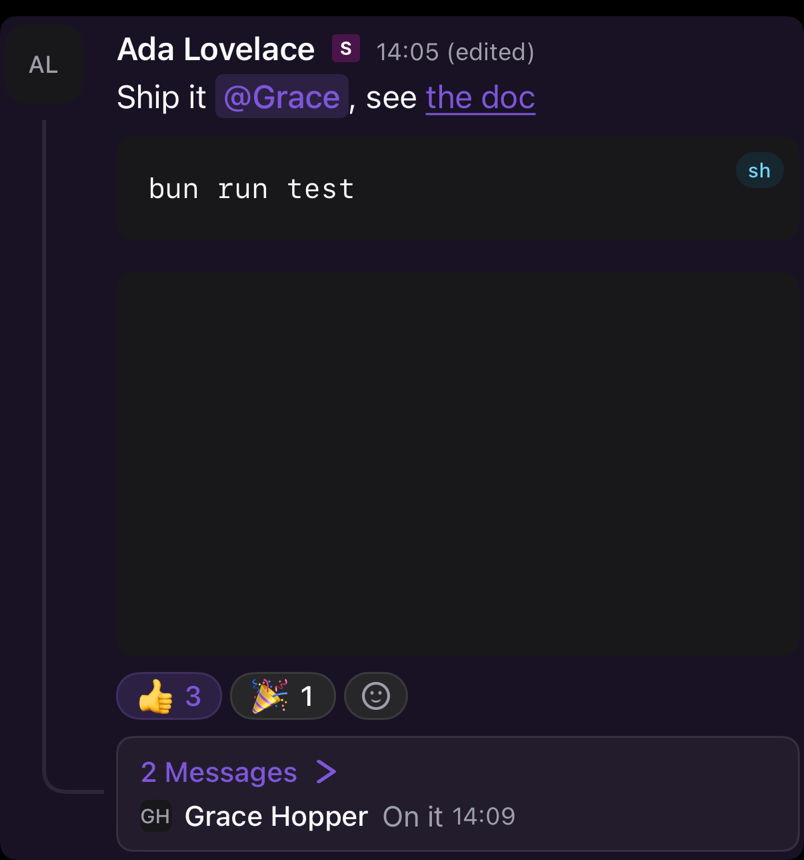 AL
Ada Lovelace S 14:05 (edited)
Ship it @Grace, see the doc
sh
bun run test
👍 3 🎉 1
2 Messages >
GH Grace Hopper On it 14:09